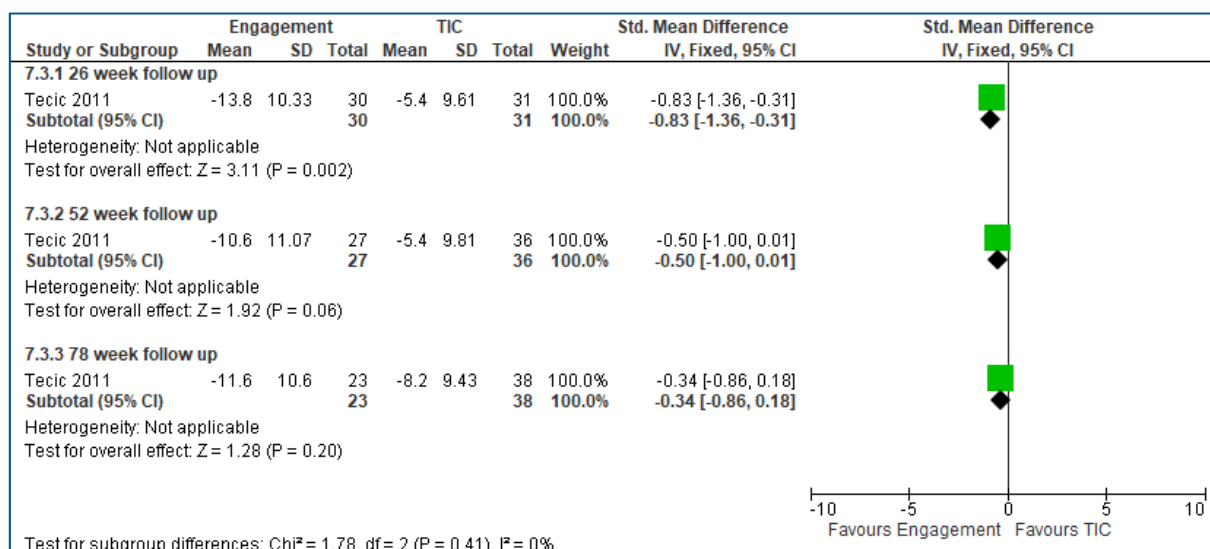 Engagement TIC Std. Mean Difference Std. Mean Difference
Study or Subgroup Mean SD Total Mean SD Total Weight IV, Fixed, 95% CI IV, Fixed, 95% CI
7.3.1 26 week follow up
Tecic 2011 -13.8 10.33 30 -5.4 9.61 31 100.0% -0.83 [-1.36, -0.31]
Subtotal (95% CI) 30 31 100.0% -0.83 [-1.36, -0.31]
Heterogeneity: Not applicable
Test for overall effect: Z = 3.11 (P = 0.002)
7.3.2 52 week follow up
Tecic 2011 -10.6 11.07 27 -5.4 9.81 36 100.0% -0.50 [-1.00, 0.01]
Subtotal (95% CI) 27 36 100.0% -0.50 [-1.00, 0.01]
Heterogeneity: Not applicable
Test for overall effect: Z = 1.92 (P = 0.06)
7.3.3 78 week follow up
Tecic 2011 -11.6 10.6 23 -8.2 9.43 38 100.0% -0.34 [-0.86, 0.18]
Subtotal (95% CI) 23 38 100.0% -0.34 [-0.86, 0.18]
Heterogeneity: Not applicable
Test for overall effect: Z = 1.28 (P = 0.20)
-10 -5 0 5 10
Favours Engagement Favours TIC
Test for subgroup differences: Chi² = 1.78, df = 2 (P = 0.41), I² = 0%